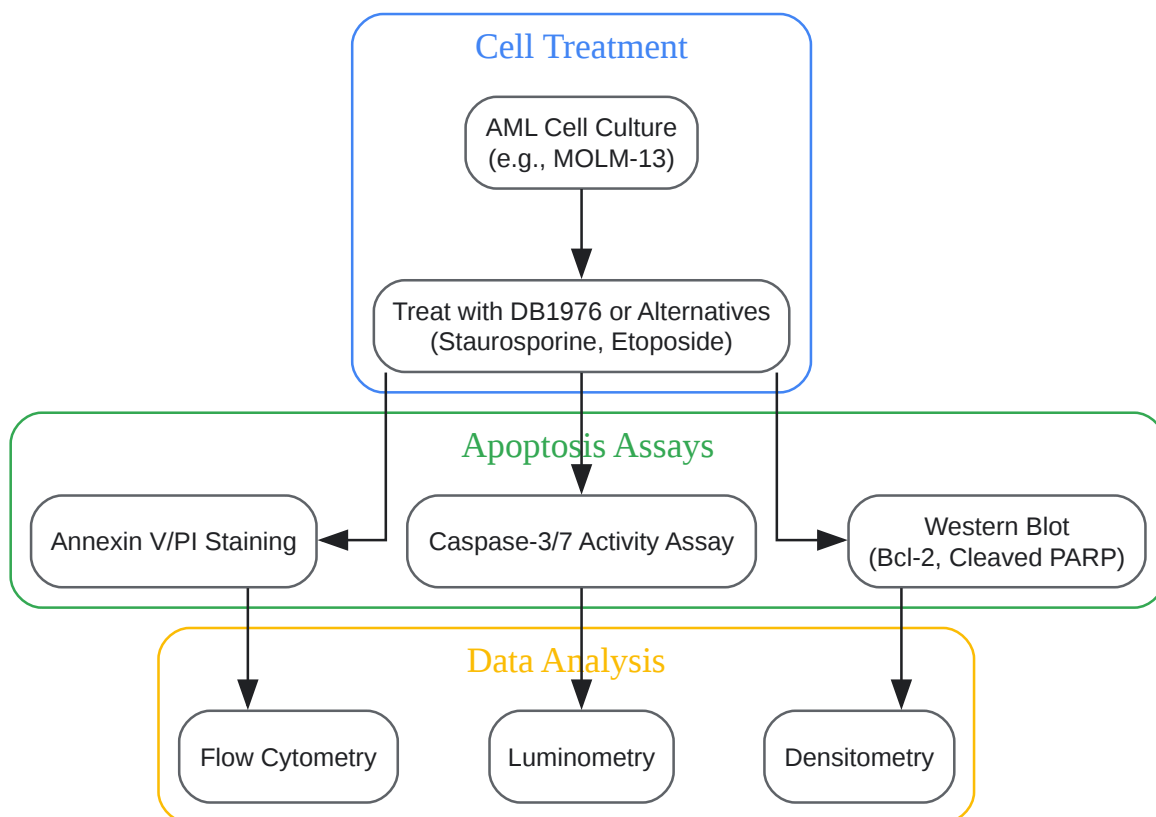 Cell Treatment
AML Cell Culture
(e.g., MOLM-13)
Treat with DB1976 or Alternatives
(Staurosporine, Etoposide)
Apoptosis Assays
Annexin V/PI Staining
Caspase-3/7 Activity Assay
Western Blot
(Bcl-2, Cleaved PARP)
Data Analysis
Flow Cytometry
Luminometry
Densitometry